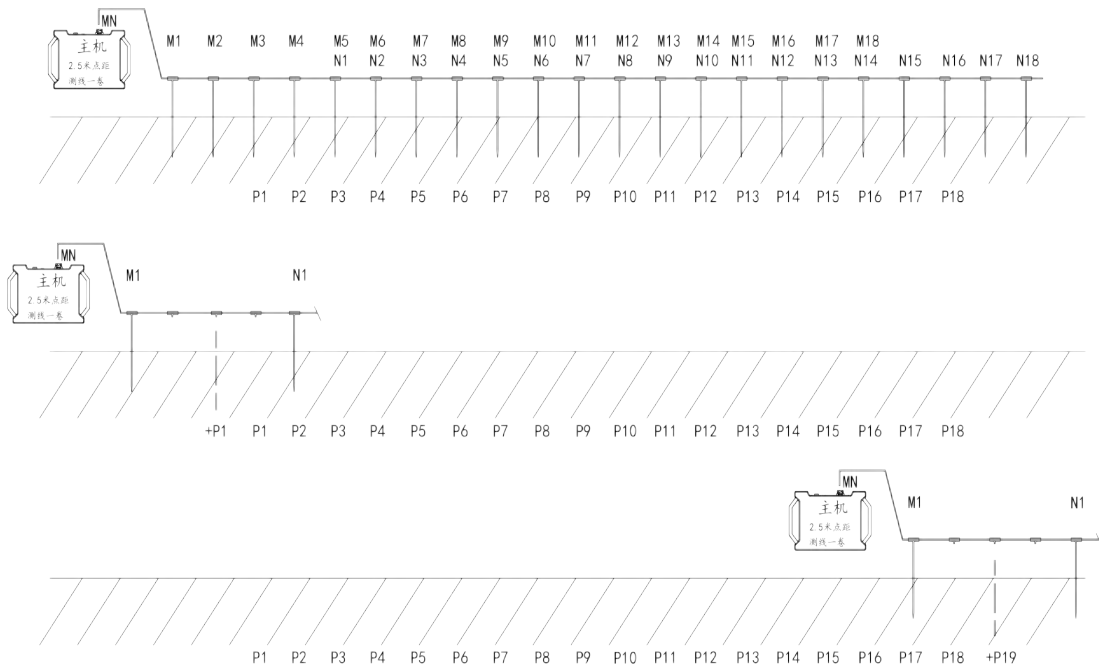 MN
主机
2.5米点距
测线一卷
M1 M2 M3 M4 M5 M6 M7 M8 M9 M10 M11 M12 M13 M14 M15 M16 M17 M18
N1 N2 N3 N4 N5 N6 N7 N8 N9 N10 N11 N12 N13 N14 N15 N16 N17 N18
P1 P2 P3 P4 P5 P6 P7 P8 P9 P10 P11 P12 P13 P14 P15 P16 P17 P18
MN
主机
2.5米点距
测线一卷
M1 N1
+P1 P1 P2 P3 P4 P5 P6 P7 P8 P9 P10 P11 P12 P13 P14 P15 P16 P17 P18
MN
主机
2.5米点距
测线一卷
M1 N1
P1 P2 P3 P4 P5 P6 P7 P8 P9 P10 P11 P12 P13 P14 P15 P16 P17 P18 +P19